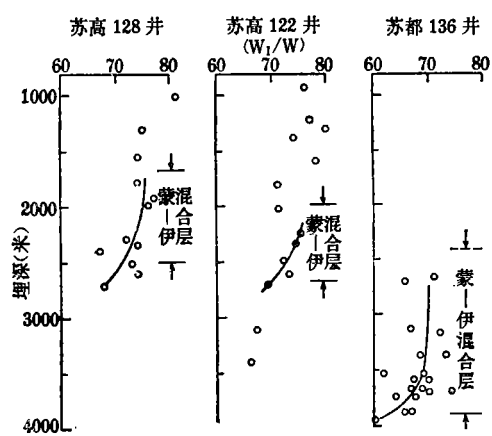 苏高 128 井
苏高 122 井
(W₁/W)
苏都 136 井
60 70 80
60 70 80
60 70 80
1000
2000
3000
4000
埋深(米)
蒙—伊混合层
蒙—伊混合层
蒙—伊混合层